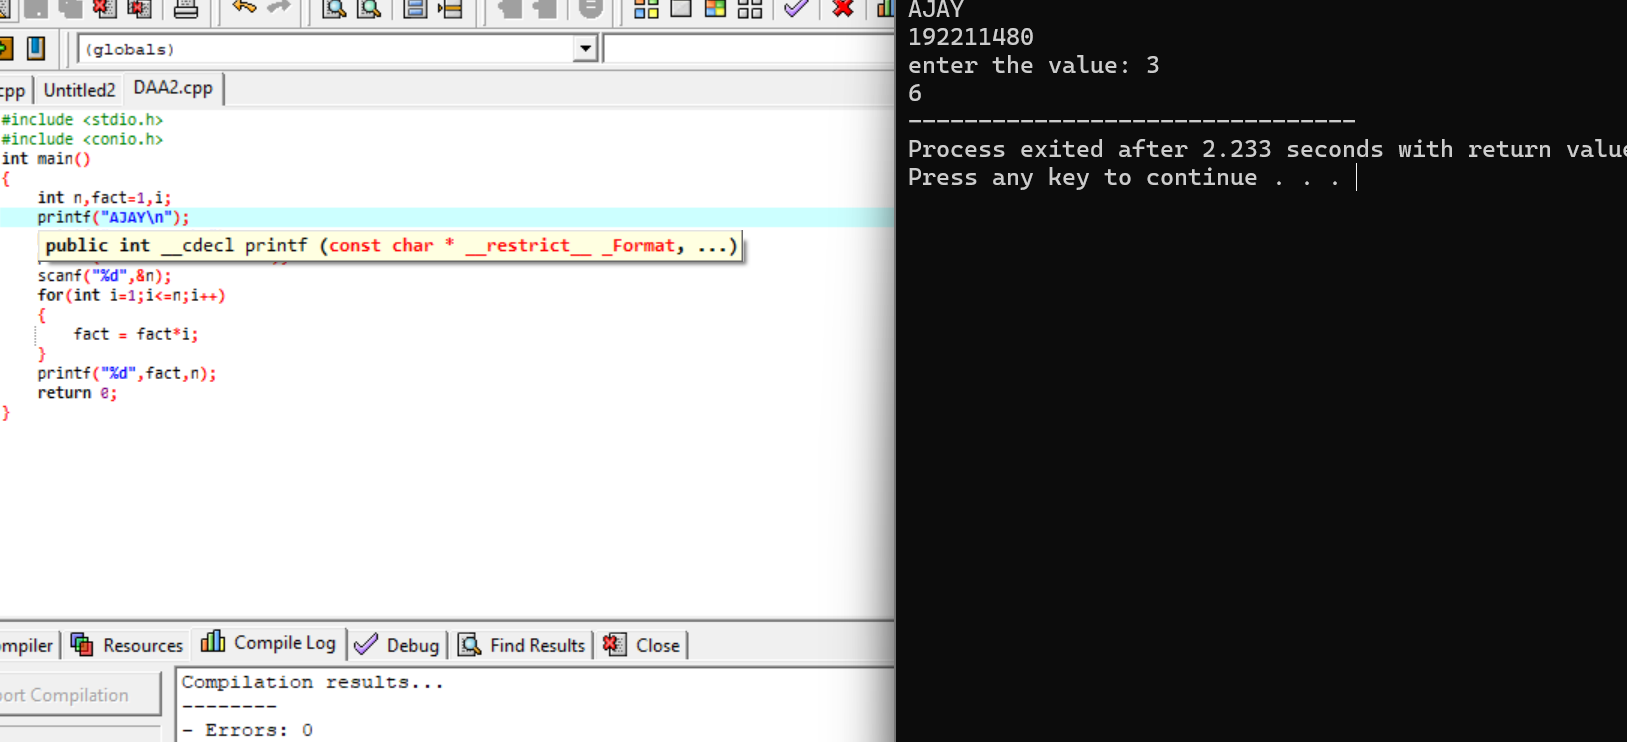 (globals)
cpp Untitled2 DAA2.cpp
#include <stdio.h>
#include <conio.h>
int main()
{
int n,fact=1,i;
printf("AJAY\n");
public int __cdecl printf (const char * __restrict__ _Format, ...)
scanf("%d",&n);
for(int i=1;i<=n;i++)
{
fact = fact*i;
}
printf("%d",fact,n);
return 0;
}
mpiler Resources Compile Log Debug Find Results Close
ort Compilation
Compilation results...
--------
- Errors: 0
AJAY
192211480
enter the value: 3
6
--------------------------------
Process exited after 2.233 seconds with return value
Press any key to continue . . .